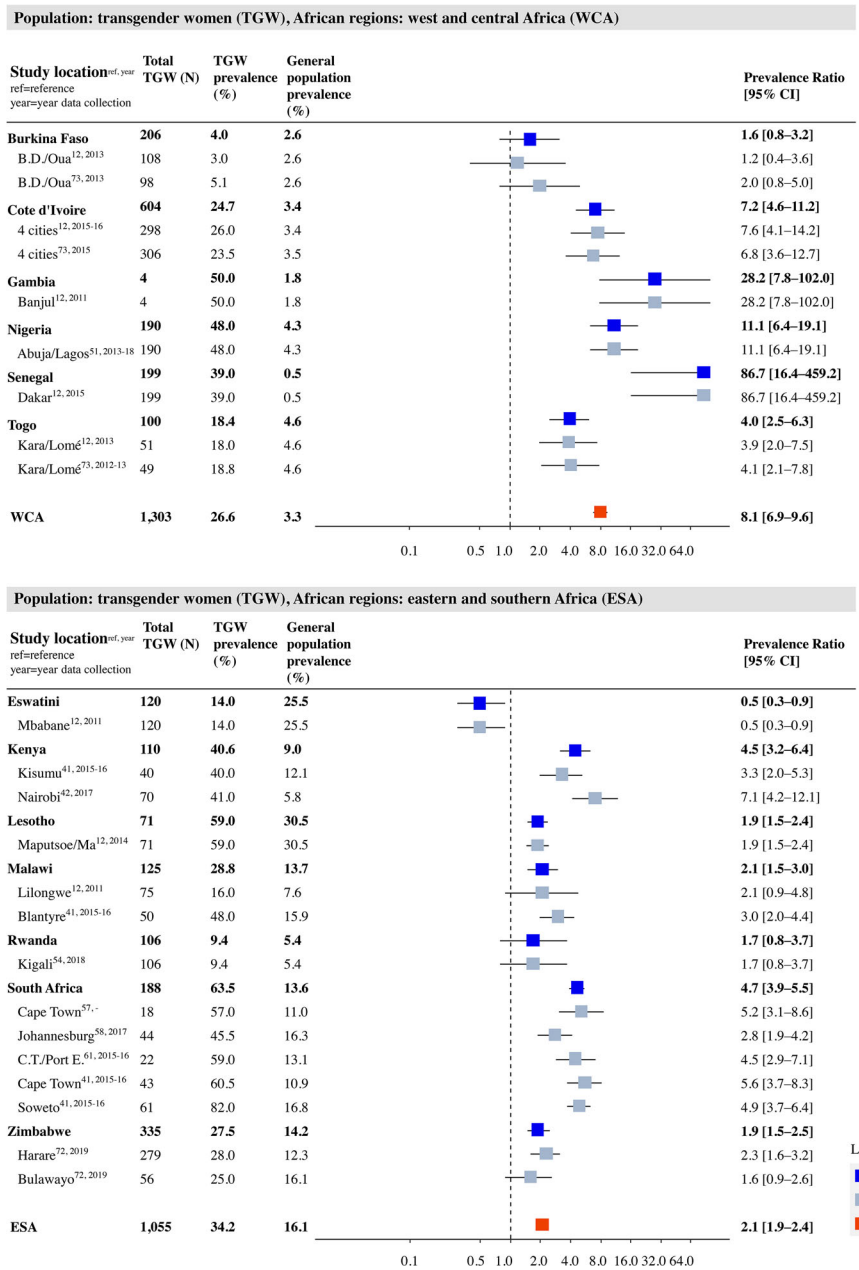 Population: transgender women (TGW), African regions: west and central Africa (WCA)
Study location ref, year Total TGW (N) TGW prevalence (%) General population prevalence (%) Prevalence Ratio [95% CI]
ref=reference
year=year data collection
Burkina Faso 206 4.0 2.6 1.6 [0.8–3.2)
B.D./Oua12, 2013 108 3.0 2.6 1.2 (0.4–3.6]
B.D./Oua73, 2013 98 5.1 2.6 2.0 [0.8–5.0]
Cote d'Ivoire 604 24.7 3.4 7.2 [4.6–11.2]
4 cities12, 2015-16 298 26.0 3.4 7.6 [4.1–14.2]
4 cities73, 2015 306 23.5 3.5 6.8 [3.6–12.7]
Gambia 4 50.0 1.8 28.2 [7.8–102.0]
Banjul12, 2011 4 50.0 1.8 28.2 [7.8–102.0]
Nigeria 190 48.0 4.3 11.1 [6.4–19.1]
Abuja/Lagos51, 2013-18 190 48.0 4.3 11.1 [6.4–19.1]
Senegal 199 39.0 0.5 86.7 [16.4–459.2]
Dakar12, 2015 199 39.0 0.5 86.7 [16.4–459.2]
Togo 100 18.4 4.6 4.0 [2.5–6.3]
Kara/Lomé12, 2013 51 18.0 4.6 3.9 [2.0–7.5]
Kara/Lomé73, 2012-13 49 18.8 4.6 4.1 [2.1–7.8]
WCA 1,303 26.6 3.3 8.1 [6.9–9.6]
0.1 0.5 1.0 2.0 4.0 8.0 16.0 32.0 64.0
Population: transgender women (TGW), African regions: eastern and southern Africa (ESA)
Study location ref, year Total TGW (N) TGW prevalence (%) General population prevalence (%) Prevalence Ratio [95% CI]
ref=reference
year=year data collection
Eswatini 120 14.0 25.5 0.5 [0.3–0.9]
Mbabane12, 2011 120 14.0 25.5 0.5 [0.3–0.9]
Kenya 110 40.6 9.0 4.5 [3.2–6.4]
Kisumu41, 2015-16 40 40.0 12.1 3.3 [2.0–5.3]
Nairobi42, 2017 70 41.0 5.8 7.1 [4.2–12.1]
Lesotho 71 59.0 30.5 1.9 [1.5–2.4]
Maputsoe/Ma12, 2014 71 59.0 30.5 1.9 [1.5–2.4]
Malawi 125 28.8 13.7 2.1 [1.5–3.0]
Lilongwe12, 2011 75 16.0 7.6 2.1 [0.9–4.8]
Blantyre41, 2015-16 50 48.0 15.9 3.0 [2.0–4.4]
Rwanda 106 9.4 5.4 1.7 [0.8–3.7]
Kigali54, 2018 106 9.4 5.4 1.7 [0.8–3.7]
South Africa 188 63.5 13.6 4.7 [3.9–5.5]
Cape Town57, - 18 57.0 11.0 5.2 [3.1–8.6]
Johannesburg58, 2017 44 45.5 16.3 2.8 [1.9–4.2]
C.T./Port E.61, 2015-16 22 59.0 13.1 4.5 [2.9–7.1]
Cape Town41, 2015-16 43 60.5 10.9 5.6 [3.7–8.3]
Soweto41, 2015-16 61 82.0 16.8 4.9 [3.7–6.4]
Zimbabwe 335 27.5 14.2 1.9 [1.5–2.5]
Harare72, 2019 279 28.0 12.3 2.3 [1.6–3.2]
Bulawayo72, 2019 56 25.0 16.1 1.6 [0.9–2.6]
L
ESA 1,055 34.2 16.1 2.1 [1.9–2.4]
0.1 0.5 1.0 2.0 4.0 8.0 16.0 32.0 64.0